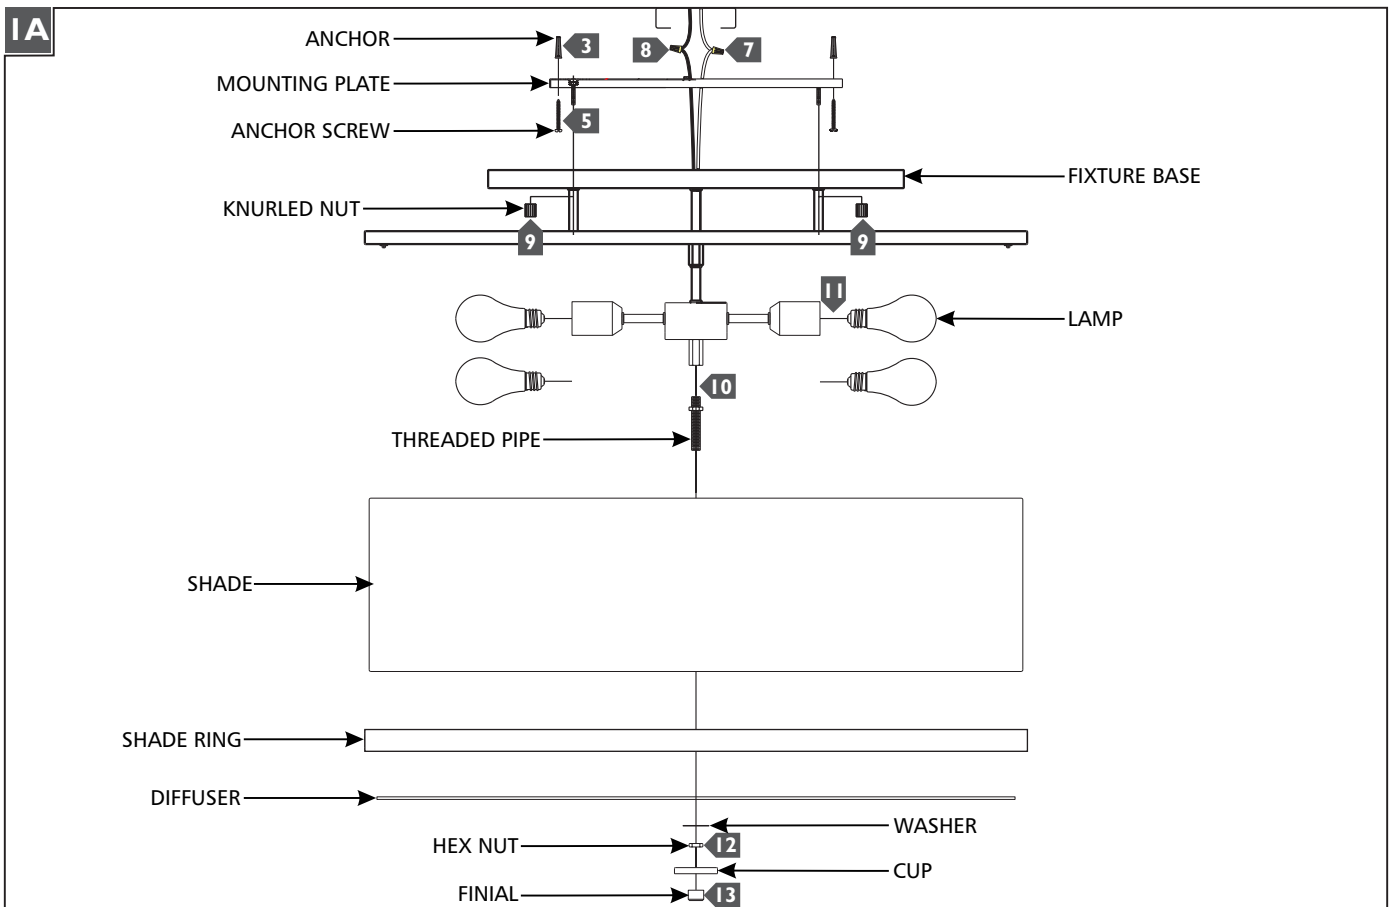 1A
ANCHOR
3
8
7
MOUNTING PLATE
ANCHOR SCREW
5
FIXTURE BASE
KNURLED NUT
9
9
11
LAMP
10
THREADED PIPE
SHADE
SHADE RING
DIFFUSER
WASHER
HEX NUT
12
CUP
FINIAL
13